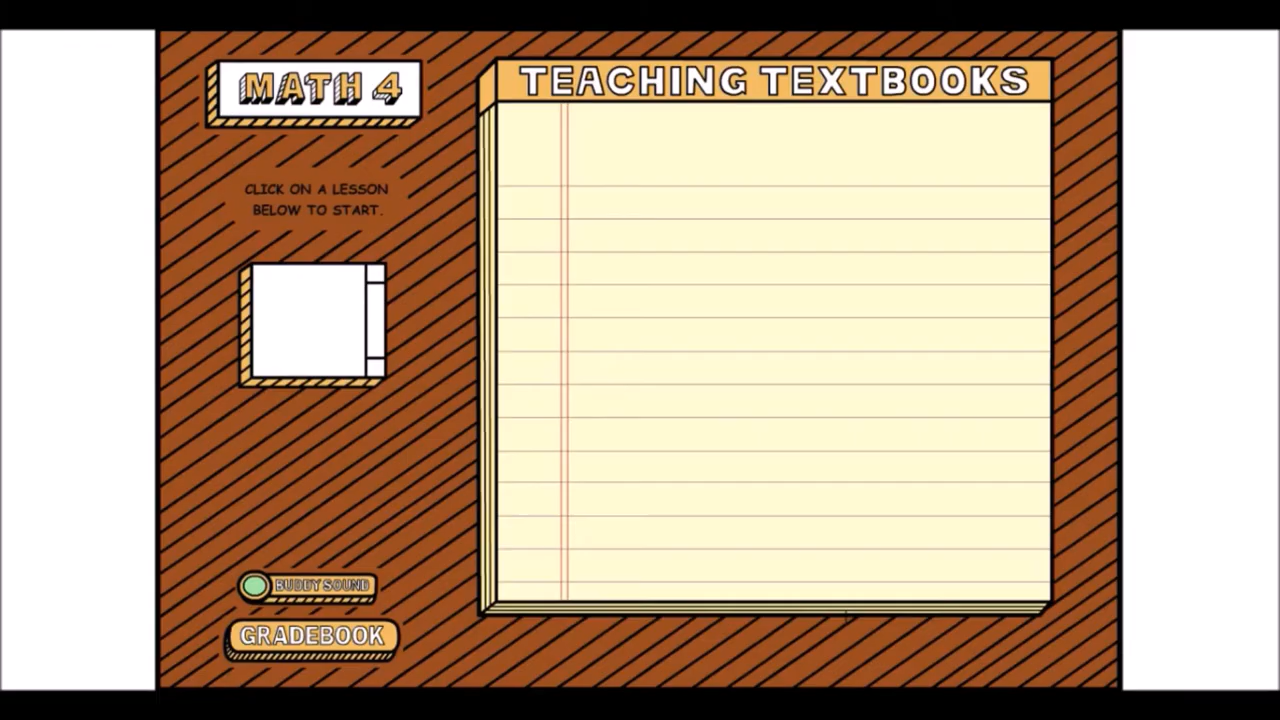 MATH 4
TEACHING TEXTBOOKS
CLICK ON A LESSON
BELOW TO START.
BUDDY SOUND
GRADEBOOK